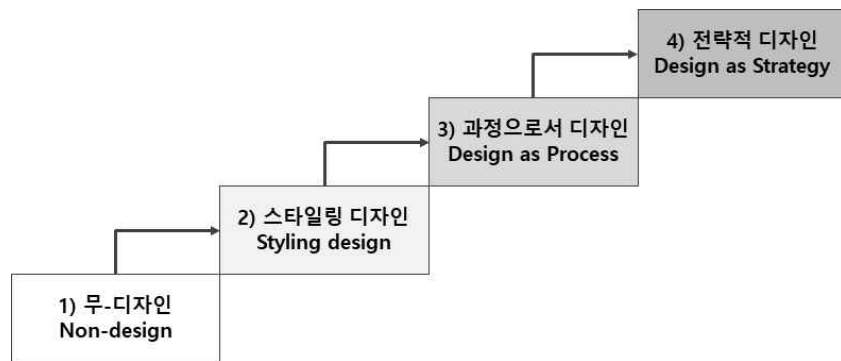 4) 전략적 디자인
Design as Strategy
3) 과정으로서 디자인
Design as Process
2) 스타일링 디자인
Styling design
1) 무-디자인
Non-design